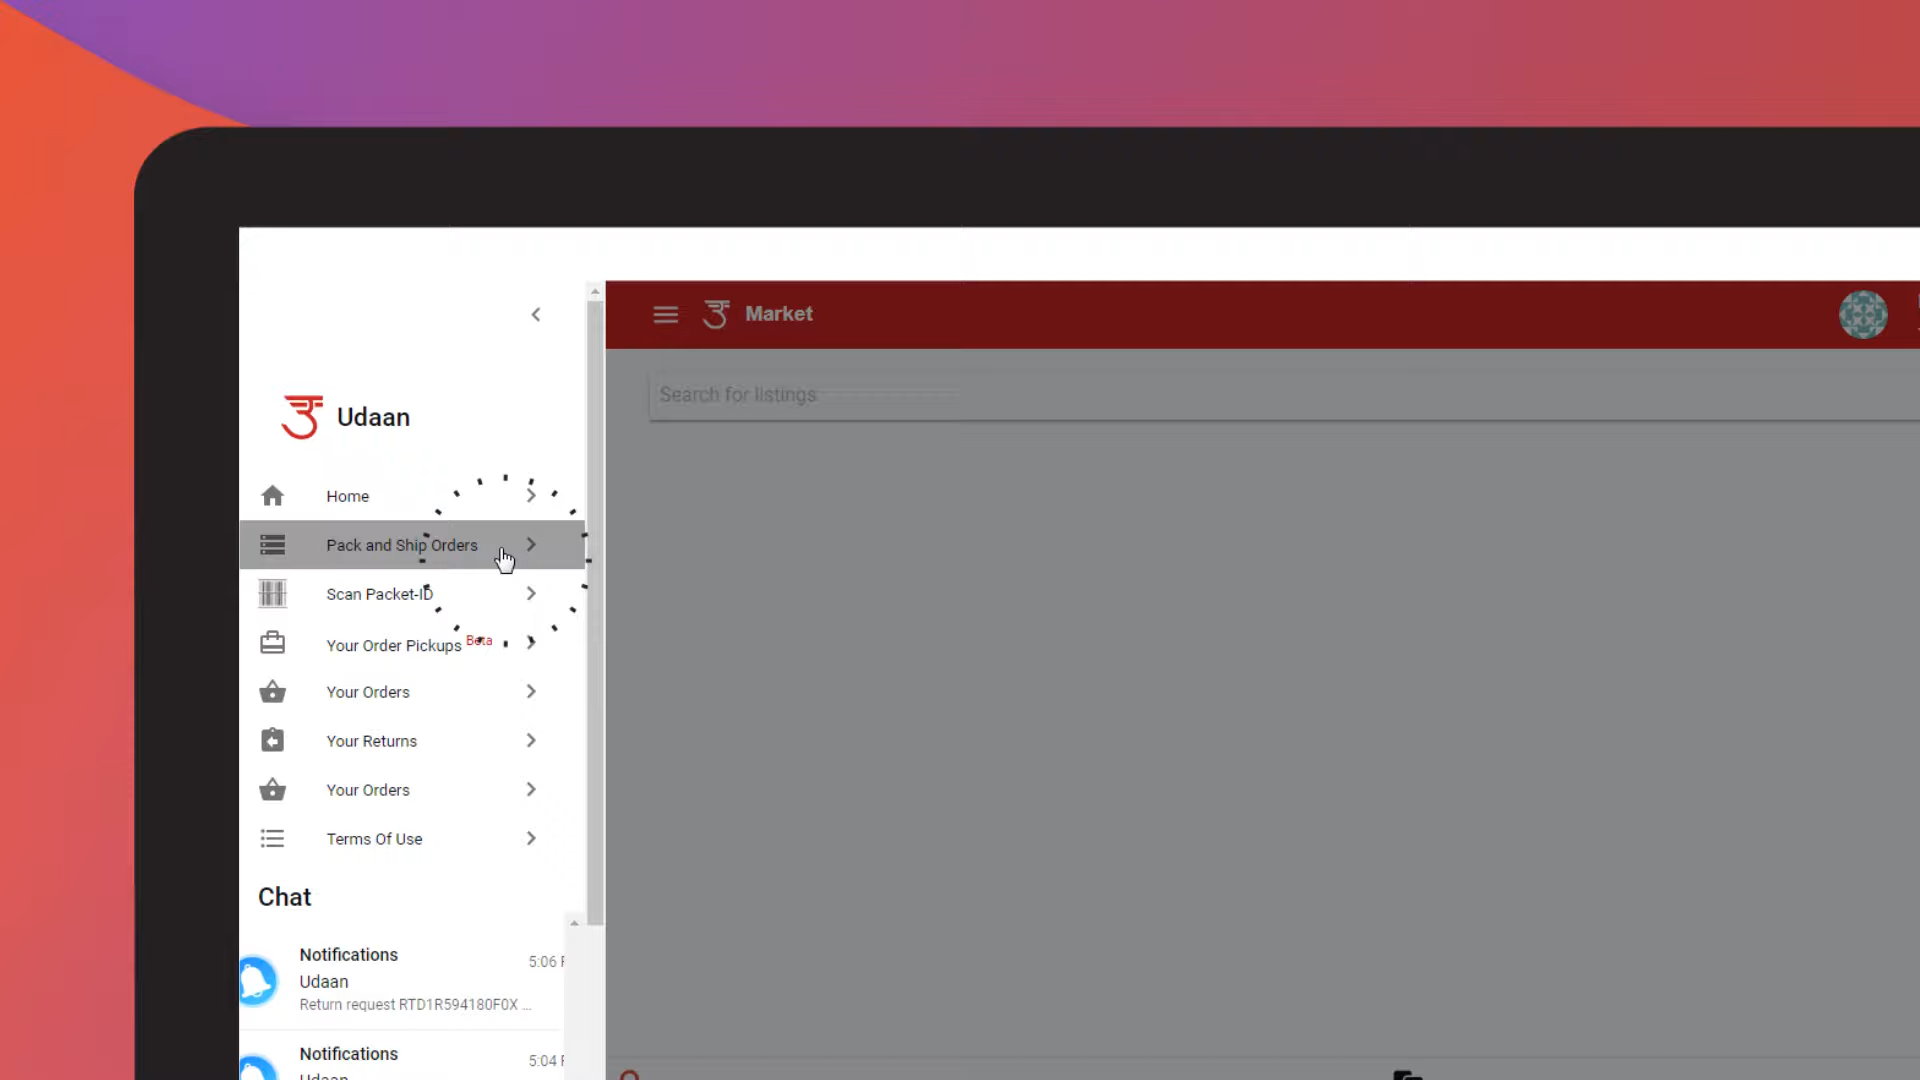 उ Market
Search for listings
उ Udaan
Home
Pack and Ship Orders
Scan Packet-ID
Your Order Pickups Beta
Your Orders
Your Returns
Your Orders
Terms Of Use
Chat
Notifications
5:06
Udaan
Return request RTD1R594180F0X ...
Notifications
5:04
Udaan